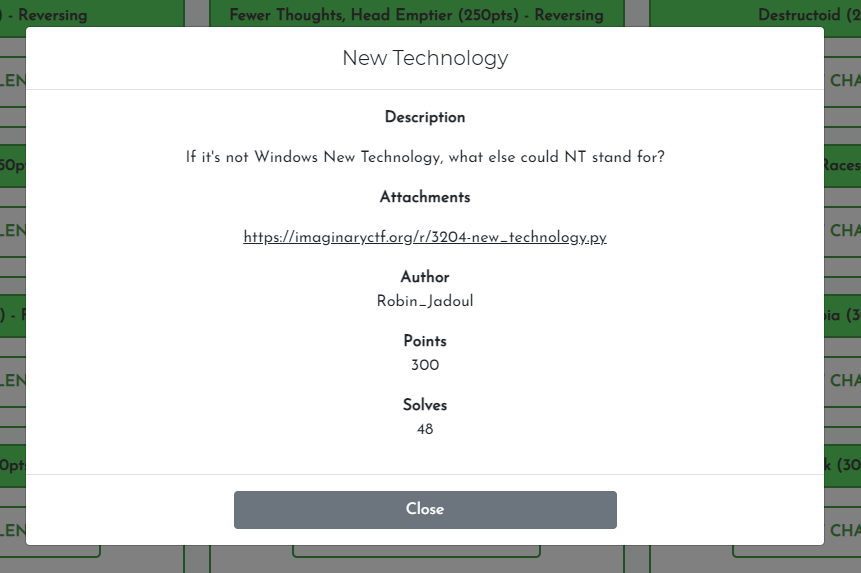 ) - Reversing
Fewer Thoughts, Head Emptier (250pts) - Reversing
Destructoid (2
New Technology
LEN
CHA
Description
If it's not Windows New Technology, what else could NT stand for?
50p
Races
Attachments
LEN
CHA
https://imaginaryctf.org/r/3204-new_technology.py
Author
Robin_Jadoul
) - R
ia (3
Points
300
LEN
CHA
Solves
48
0pt
k (30
Close
LEN
CHA